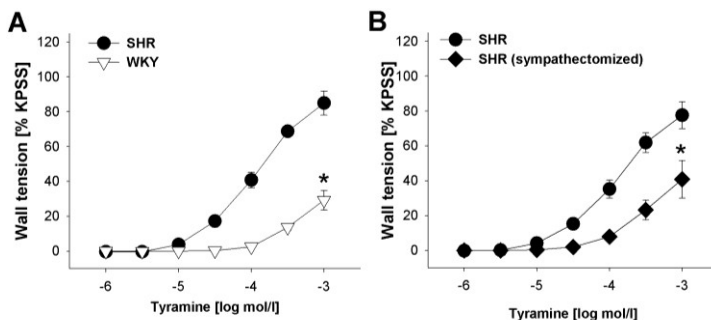 A
SHR
WKY
Wall tension [% KPSS]
120
100
80
60
40
20
0
*
-6
-5
-4
-3
Tyramine [log mol/l]
B
SHR
SHR (sympathectomized)
Wall tension [% KPSS]
120
100
80
60
40
20
0
*
-6
-5
-4
-3
Tyramine [log mol/l]